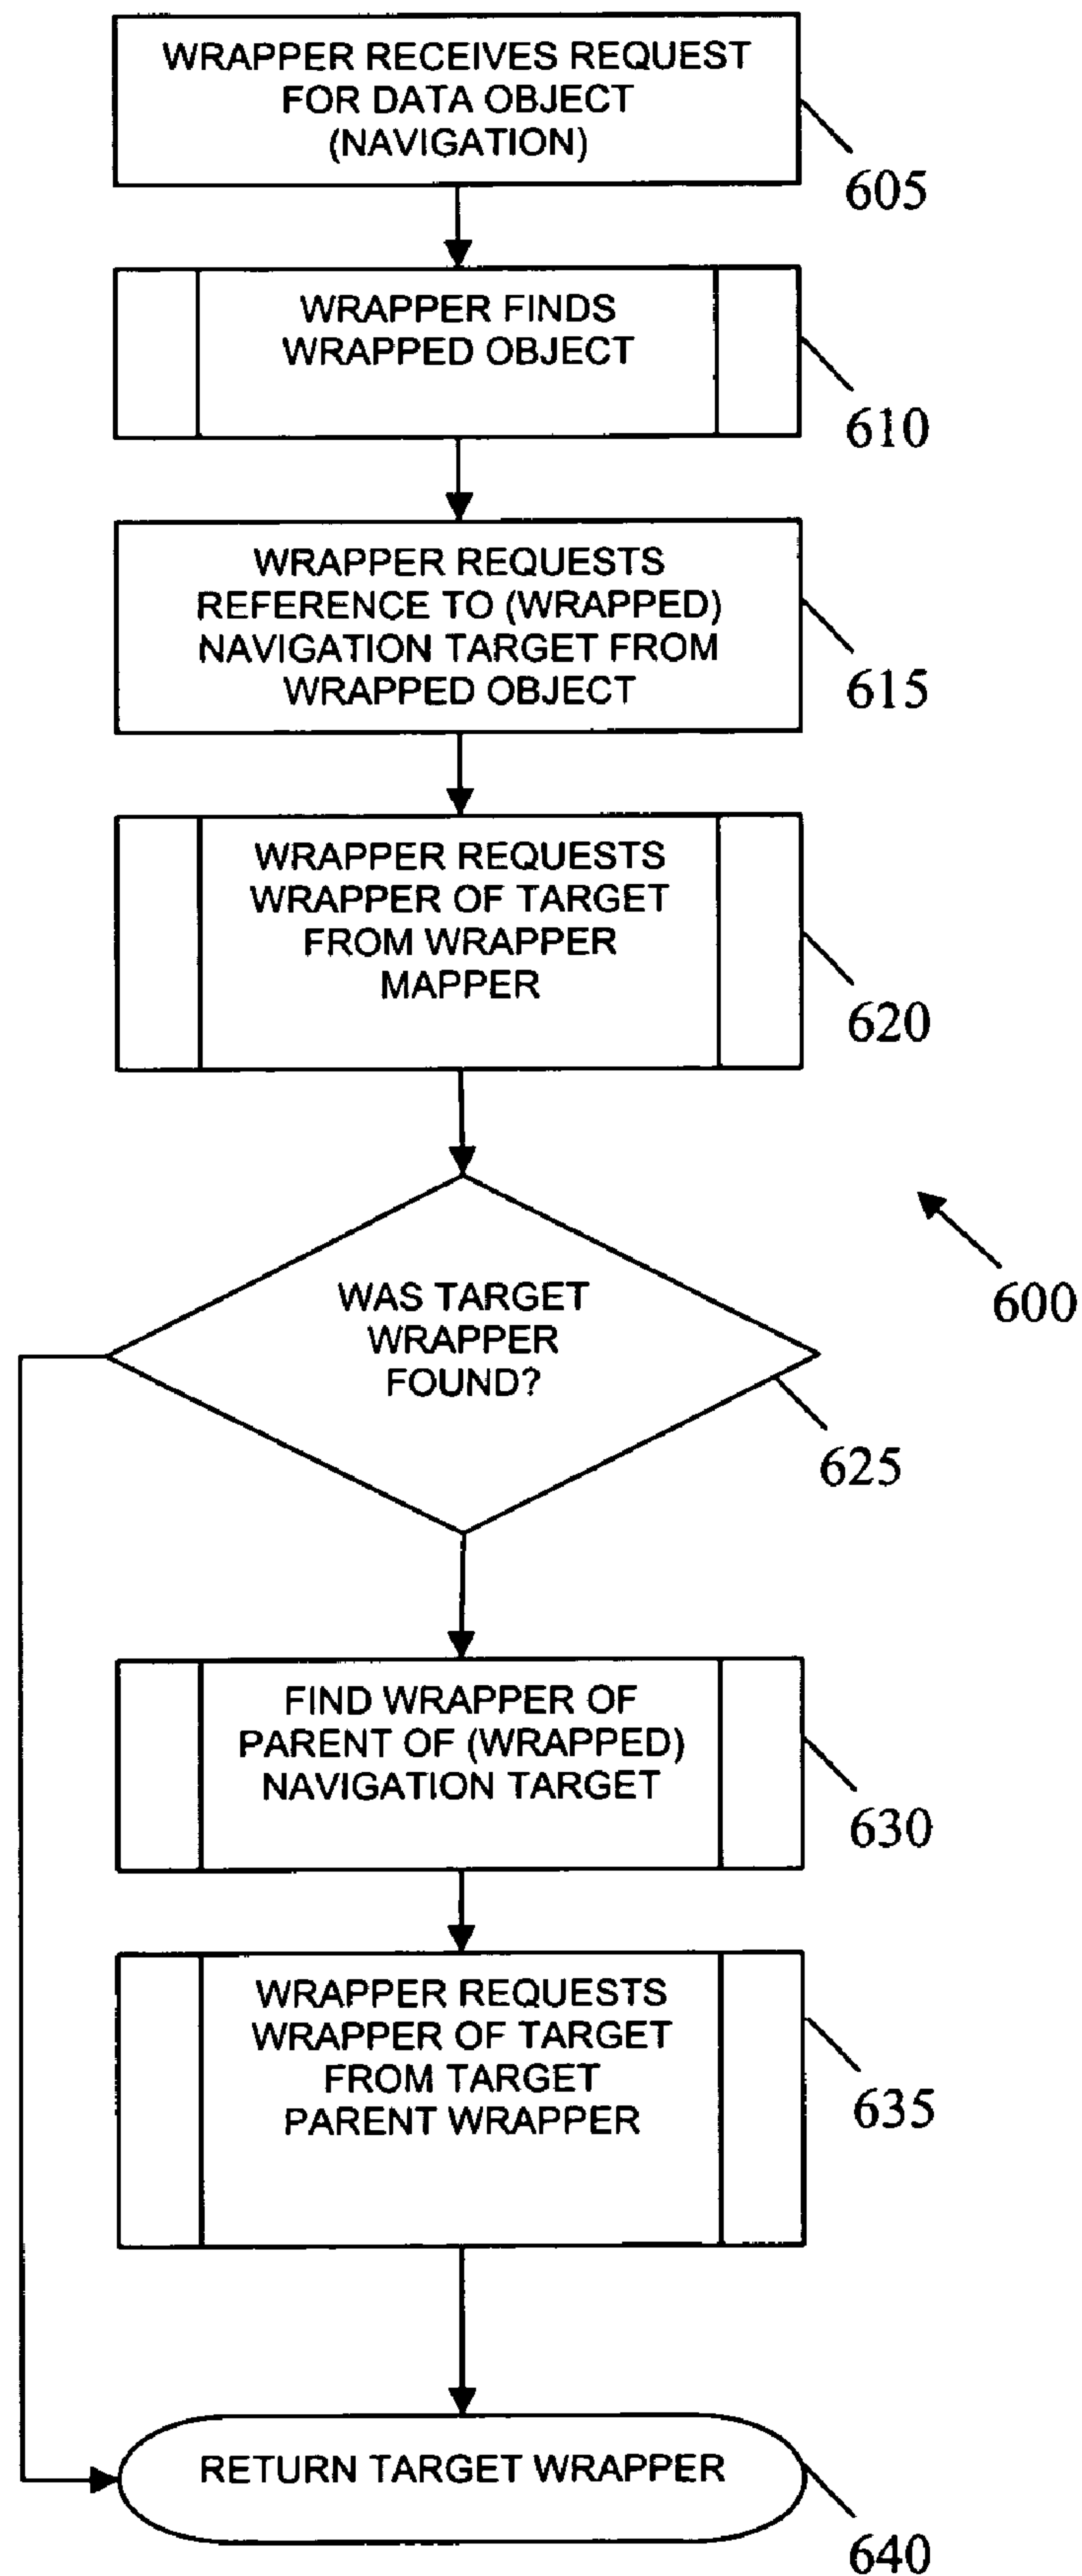 WRAPPER RECEIVES REQUEST
FOR DATA OBJECT
(NAVIGATION)
605
WRAPPER FINDS
WRAPPED OBJECT
610
WRAPPER REQUESTS
REFERENCE TO (WRAPPED)
NAVIGATION TARGET FROM
WRAPPED OBJECT
615
WRAPPER REQUESTS
WRAPPER OF TARGET
FROM WRAPPER
MAPPER
620
600
WAS TARGET
WRAPPER
FOUND?
625
FIND WRAPPER OF
PARENT OF (WRAPPED)
NAVIGATION TARGET
630
WRAPPER REQUESTS
WRAPPER OF TARGET
FROM TARGET
PARENT WRAPPER
635
RETURN TARGET WRAPPER
640